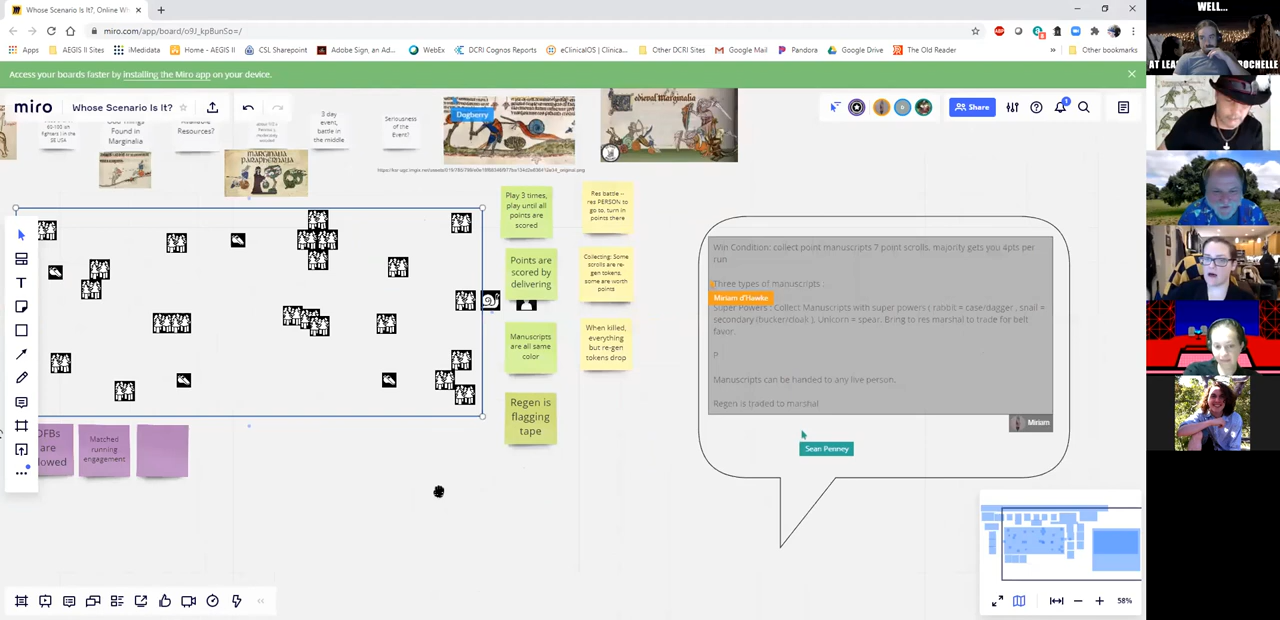 Whose Scenario Is It?, Online W
miro.com/app/board/o9J_kpBunSo=/
Apps
AEGIS II Sites
iMedidata
Home - AEGIS II
CSL Sharepoint
Adobe Sign, an Ad...
WebEx
DCRI Cognos Reports
eClinicalOS | Clinica...
Other DCRI Sites
Google Mail
Pandora
Google Drive
The Old Reader
Other bookmarks
Access your boards faster by installing the Miro app on your device.
miro
Whose Scenario Is It?
Share
Found in
Marginalia
Resources?
3 day
event,
battle in
the middle.
Seriousness
of the
Event?
Dogberry
MARGINALIA
PARAPHERNALIA
Medieval Marginalia
Play 3 times,
play until all
points are
scored
Res battle --
res PERSON to
go to, turn in
points there
Points are
scored by
delivering
Collecting: Some
scrolls are re-
gen tokens,
some are worth
points
Manuscripts
are all same
color
When killed,
everything
but re-gen
tokens drop
Regen is
flagging
tape
Matched
running
engagement
Win Condition: collect point manuscripts 7 point scrolls, majority gets you 4pts per
run
Three types of manuscripts :
Miriam d'Hawke
Super Powers : Collect Manuscripts with super powers ( rabbit = case/dagger , snail =
secondary (bucker/cloak ), Unicorn = spear. Bring to res marshal to trade for belt
favor.
P
Manuscripts can be handed to any live person.
Regen is traded to marshal
Miriam
Sean Penney
58%
WELL...
AT LEA
ROCHELLE